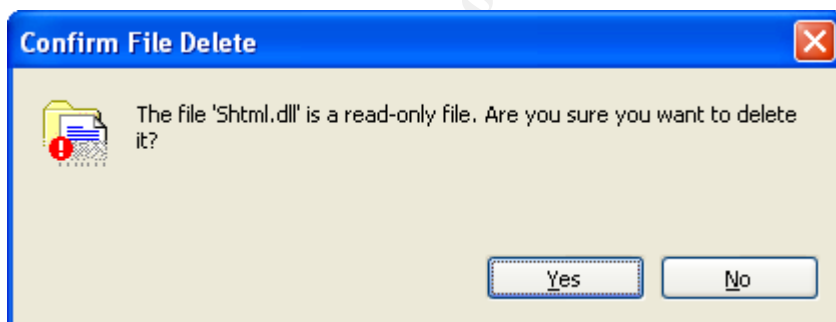 Confirm File Delete
The file 'Shtml.dll' is a read-only file. Are you sure you want to delete
it?
Yes
No